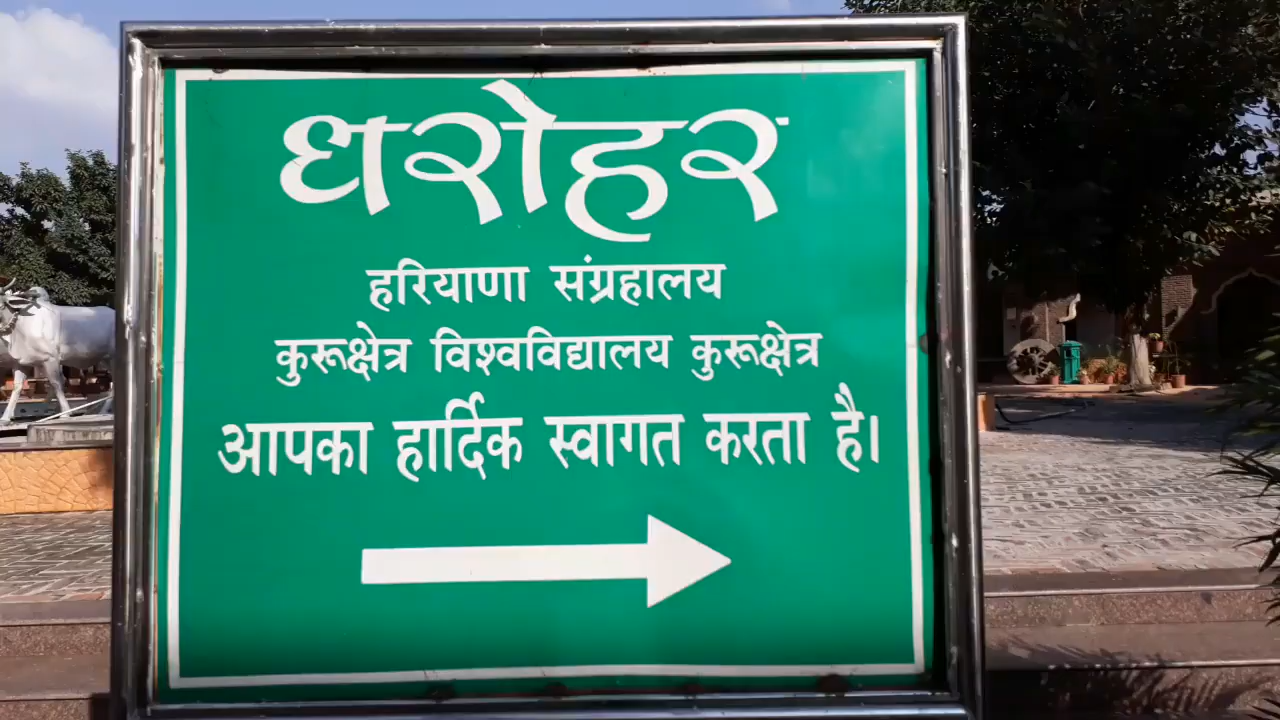 धरोहर
हरियाणा संग्रहालय
कुरूक्षेत्र विश्वविद्यालय कुरूक्षेत्र
आपका हार्दिक स्वागत करता है।